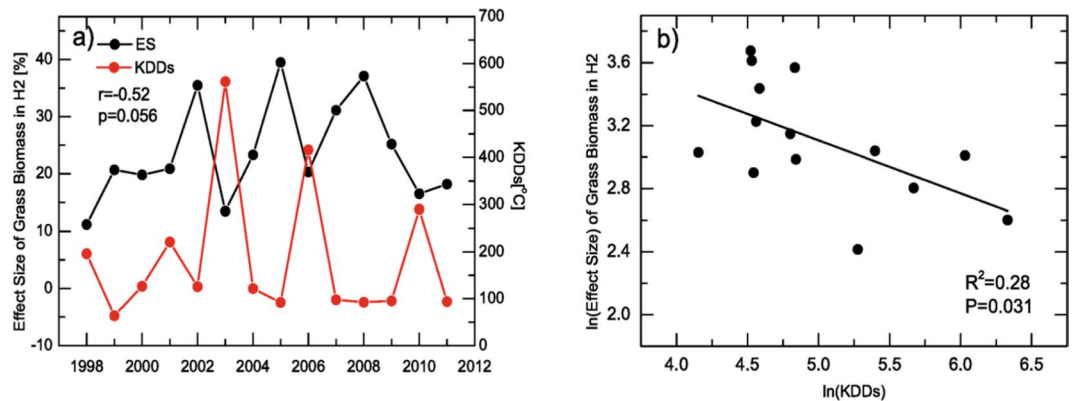 a)
ES
KDDs
r=-0.52
p=0.056
Effect Size of Grass Biomass in H2 [%]
40
30
20
10
0
-10
1998 2000 2002 2004 2006 2008 2010 2012
700
600
500
400
300
200
100
0
KDDs[°C]
b)
ln(Effect Size) of Grass Biomass in H2
3.6
3.2
2.8
2.4
2.0
4.0 4.5 5.0 5.5 6.0 6.5
ln(KDDs)
R²=0.28
P=0.031